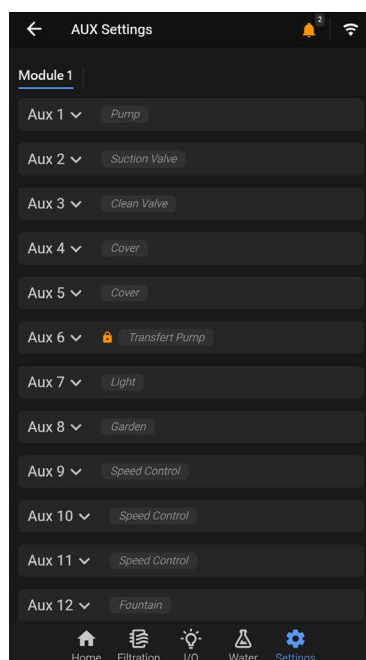 AUX Settings
2
Module 1
Aux 1 Pump
Aux 2 Suction Valve
Aux 3 Clean Valve
Aux 4 Cover
Aux 5 Cover
Aux 6 Transfert Pump
Aux 7 Light
Aux 8 Garden
Aux 9 Speed Control
Aux 10 Speed Control
Aux 11 Speed Control
Aux 12 Fountain
Home Filtration I/O Water Settings